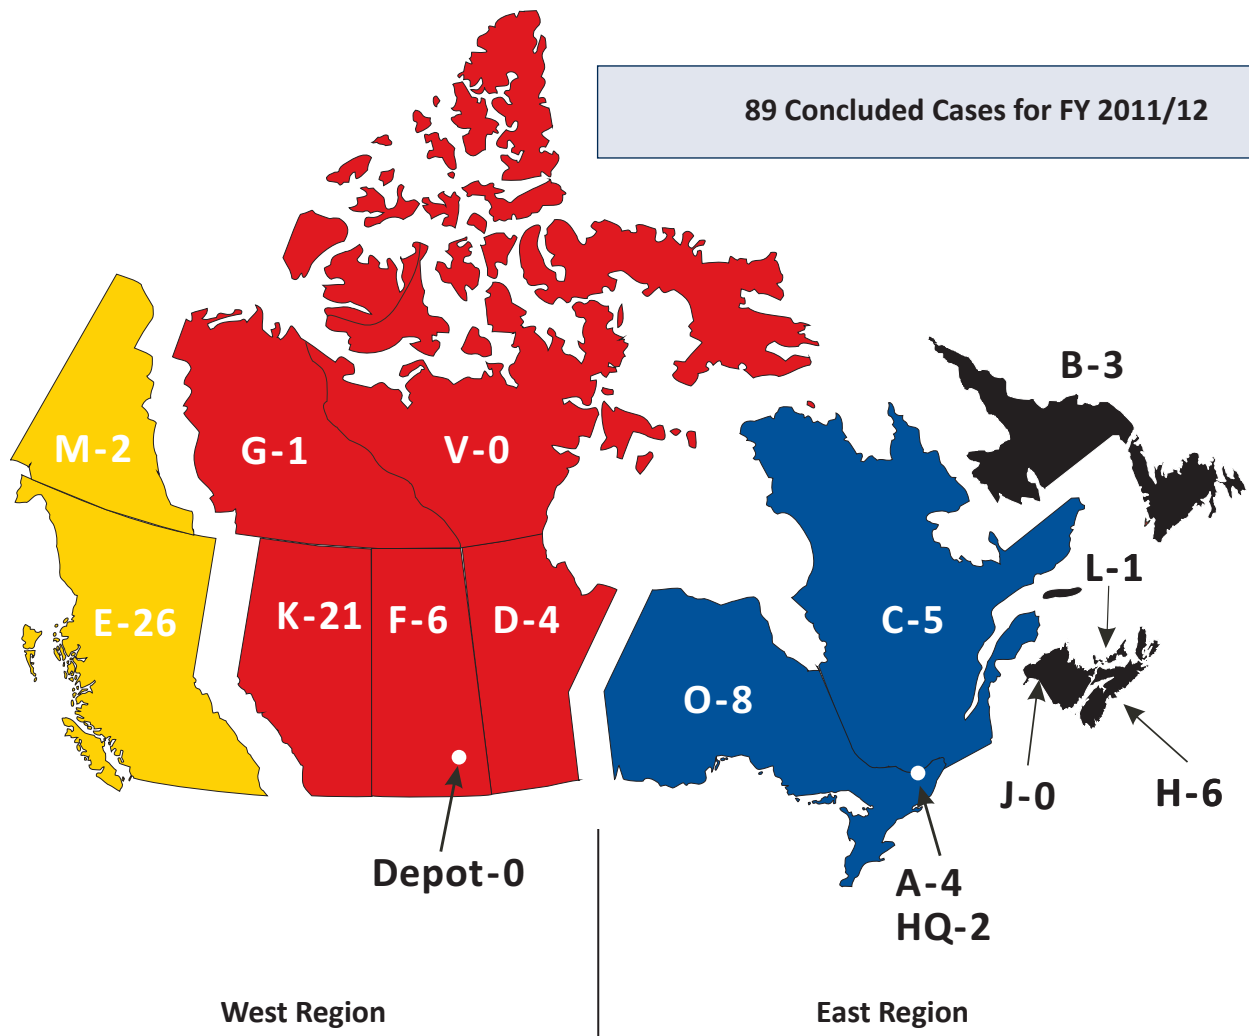 89 Concluded Cases for FY 2011/12
B-3
M-2
G-1
V-0
L-1
E-26
K-21
F-6
D-4
C-5
O-8
J-0
H-6
Depot-0
A-4
HQ-2
West Region
East Region